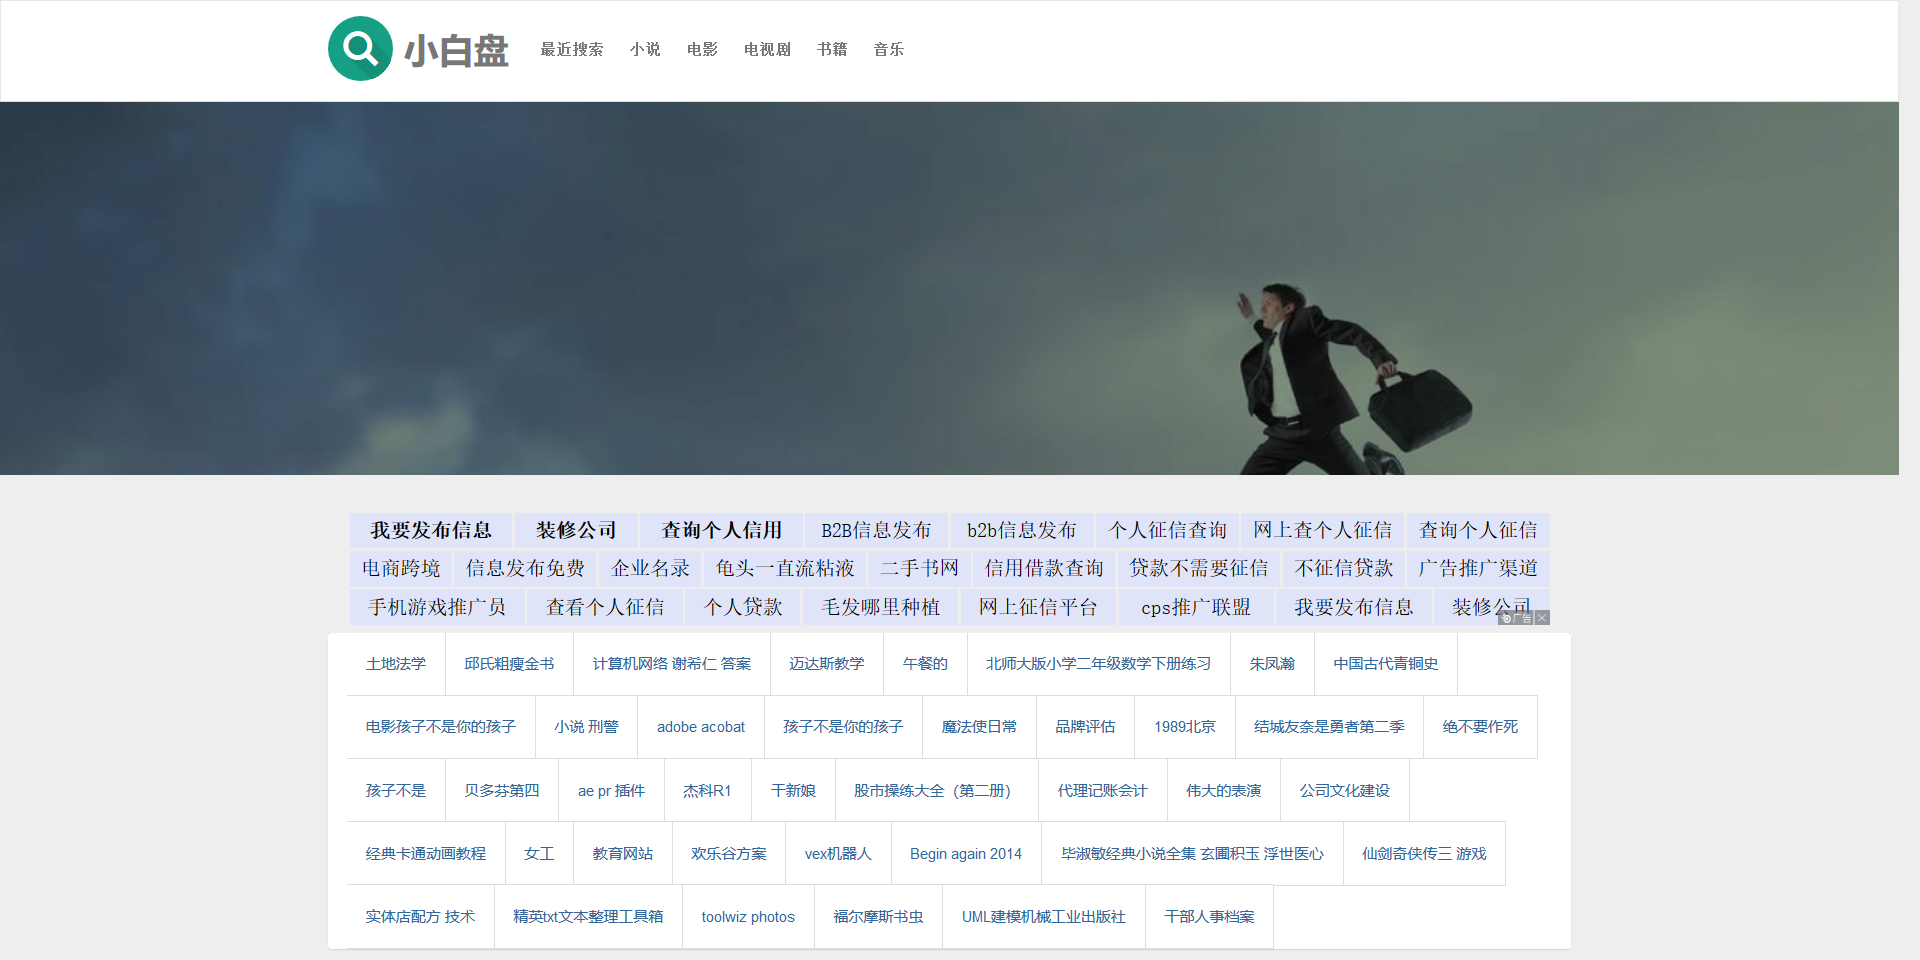 小白盘 最近搜索 小说 电影 电视剧 书籍 音乐
我要发布信息 装修公司 查询个人信用 B2B信息发布 b2b信息发布 个人征信查询 网上查个人征信 查询个人征信
电商跨境 信息发布免费 企业名录 龟头一直流粘液 二手书网 信用借款查询 贷款不需要征信 不征信贷款 广告推广渠道
手机游戏推广员 查看个人征信 个人贷款 毛发哪里种植 网上征信平台 cps推广联盟 我要发布信息 装修公司
广告
土地法学 邱氏粗瘦金书 计算机网络 谢希仁 答案 迈达斯教学 午餐的 北师大版小学二年级数学下册练习 朱凤瀚 中国古代青铜史
电影孩子不是你的孩子 小说 刑警 adobe acobat 孩子不是你的孩子 魔法使日常 品牌评估 1989北京 结城友奈是勇者第二季 绝不要作死
孩子不是 贝多芬第四 ae pr 插件 杰科R1 干新娘 股市操练大全（第二册） 代理记账会计 伟大的表演 公司文化建设
经典卡通动画教程 女工 教育网站 欢乐谷方案 vex机器人 Begin again 2014 毕淑敏经典小说全集 玄圃积玉 浮世医心 仙剑奇侠传三 游戏
实体店配方 技术 精英txt文本整理工具箱 toolwiz photos 福尔摩斯书虫 UML建模机械工业出版社 干部人事档案